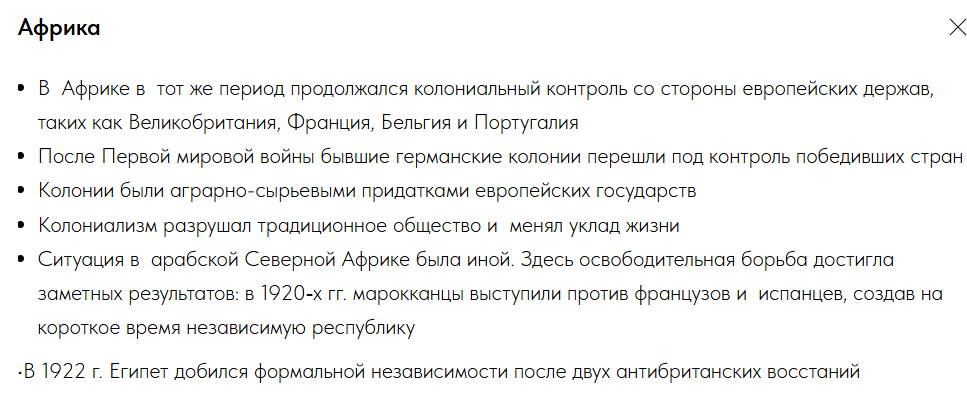 Африка
• В Африке в тот же период продолжался колониальный контроль со стороны европейских держав,
таких как Великобритания, Франция, Бельгия и Португалия
• После Первой мировой войны бывшие германские колонии перешли под контроль победивших стран
• Колонии были аграрно-сырьевыми придатками европейских государств
• Колониализм разрушал традиционное общество и менял уклад жизни
• Ситуация в арабской Северной Африке была иной. Здесь освободительная борьба достигла
заметных результатов: в 1920-х гг. марокканцы выступили против французов и испанцев, создав на
короткое время независимую республику
·В 1922 г. Египет добился формальной независимости после двух антибританских восстаний